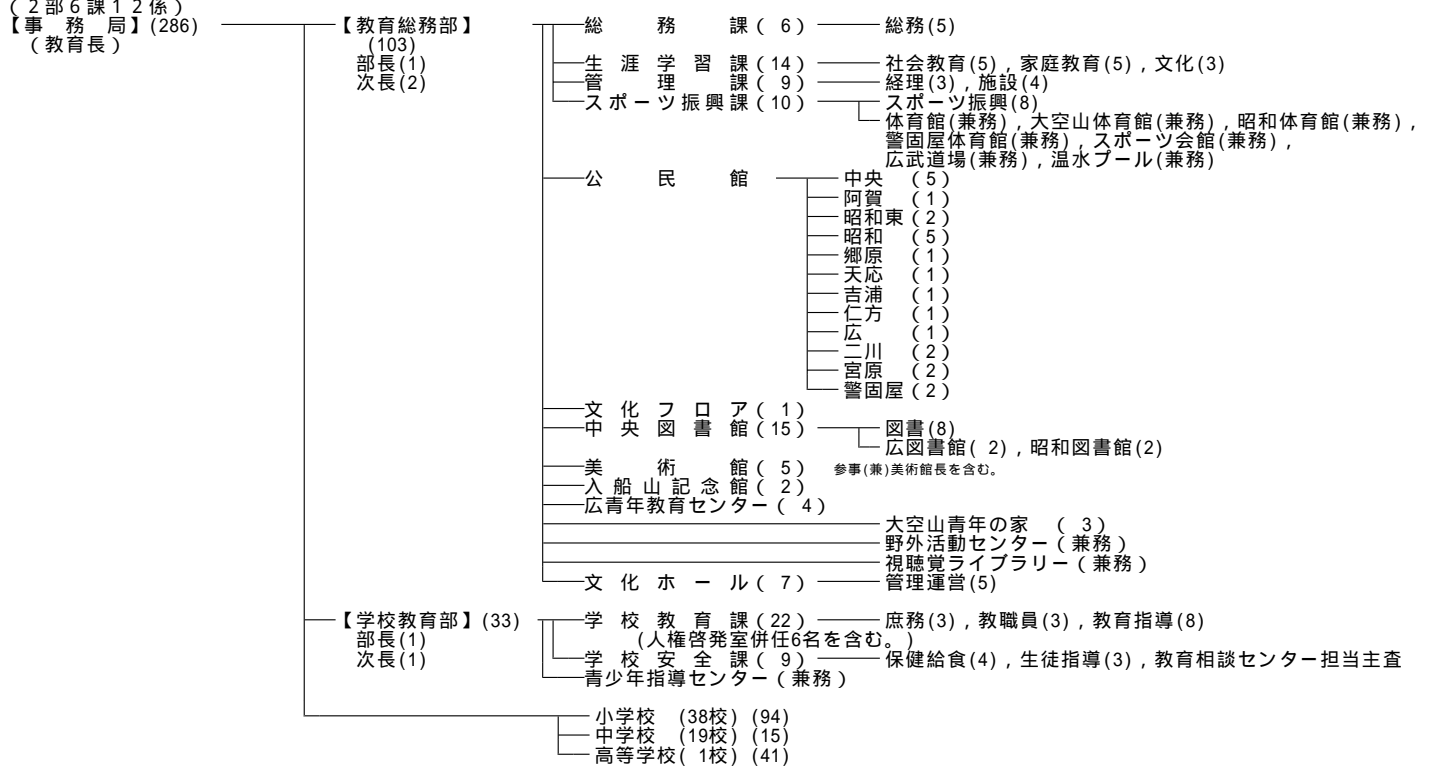 (２部６課１２係)
【事務局】(286)
(教育長)
【教育総務部】
(103)
部長(1)
次長(2)
総務課(6) 総務(5)
生涯学習課(14) 社会教育(5)，家庭教育(5)，文化(3)
管理課(9) 経理(3)，施設(4)
スポーツ振興課(10) スポーツ振興(8)
体育館(兼務)，大空山体育館(兼務)，昭和体育館(兼務)，
警固屋体育館(兼務)，スポーツ会館(兼務)，
広武道場(兼務)，温水プール(兼務)
公民館 中央(5)
阿賀(1)
昭和東(2)
昭和(5)
郷原(1)
天応(1)
吉浦(1)
仁方(1)
広(1)
二川(2)
宮原(2)
警固屋(2)
文化フロア(1)
中央図書館(15) 図書(8)
広図書館(2)，昭和図書館(2)
美術館(5) 参事(兼)美術館長を含む。
入船山記念館(2)
広青年教育センター(4)
大空山青年の家(3)
野外活動センター(兼務)
視聴覚ライブラリー(兼務)
文化ホール(7) 管理運営(5)
【学校教育部】(33)
部長(1)
次長(1)
学校教育課(22) 庶務(3)，教職員(3)，教育指導(8)
(人権啓発室併任6名を含む。)
学校安全課(9) 保健給食(4)，生徒指導(3)，教育相談センター担当主査
青少年指導センター(兼務)
小学校 (38校) (94)
中学校 (19校) (15)
高等学校(1校) (41)